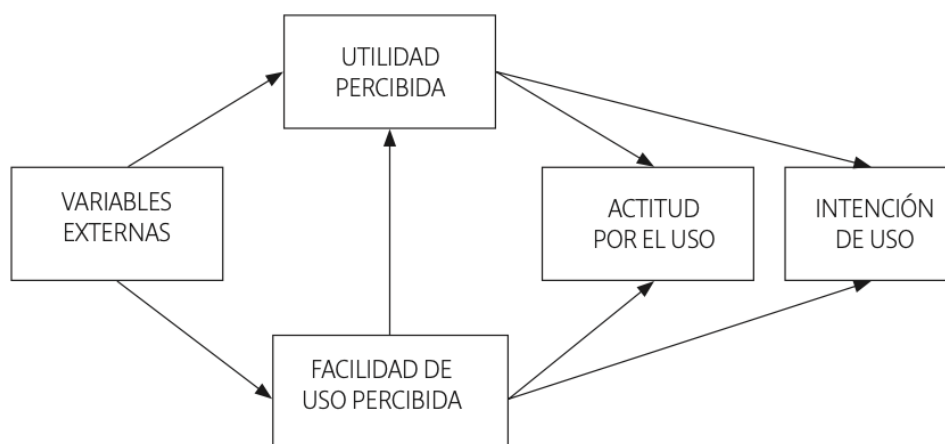 UTILIDAD
PERCIBIDA
VARIABLES
EXTERNAS
ACTITUD
POR EL USO
INTENCIÓN
DE USO
FACILIDAD DE
USO PERCIBIDA